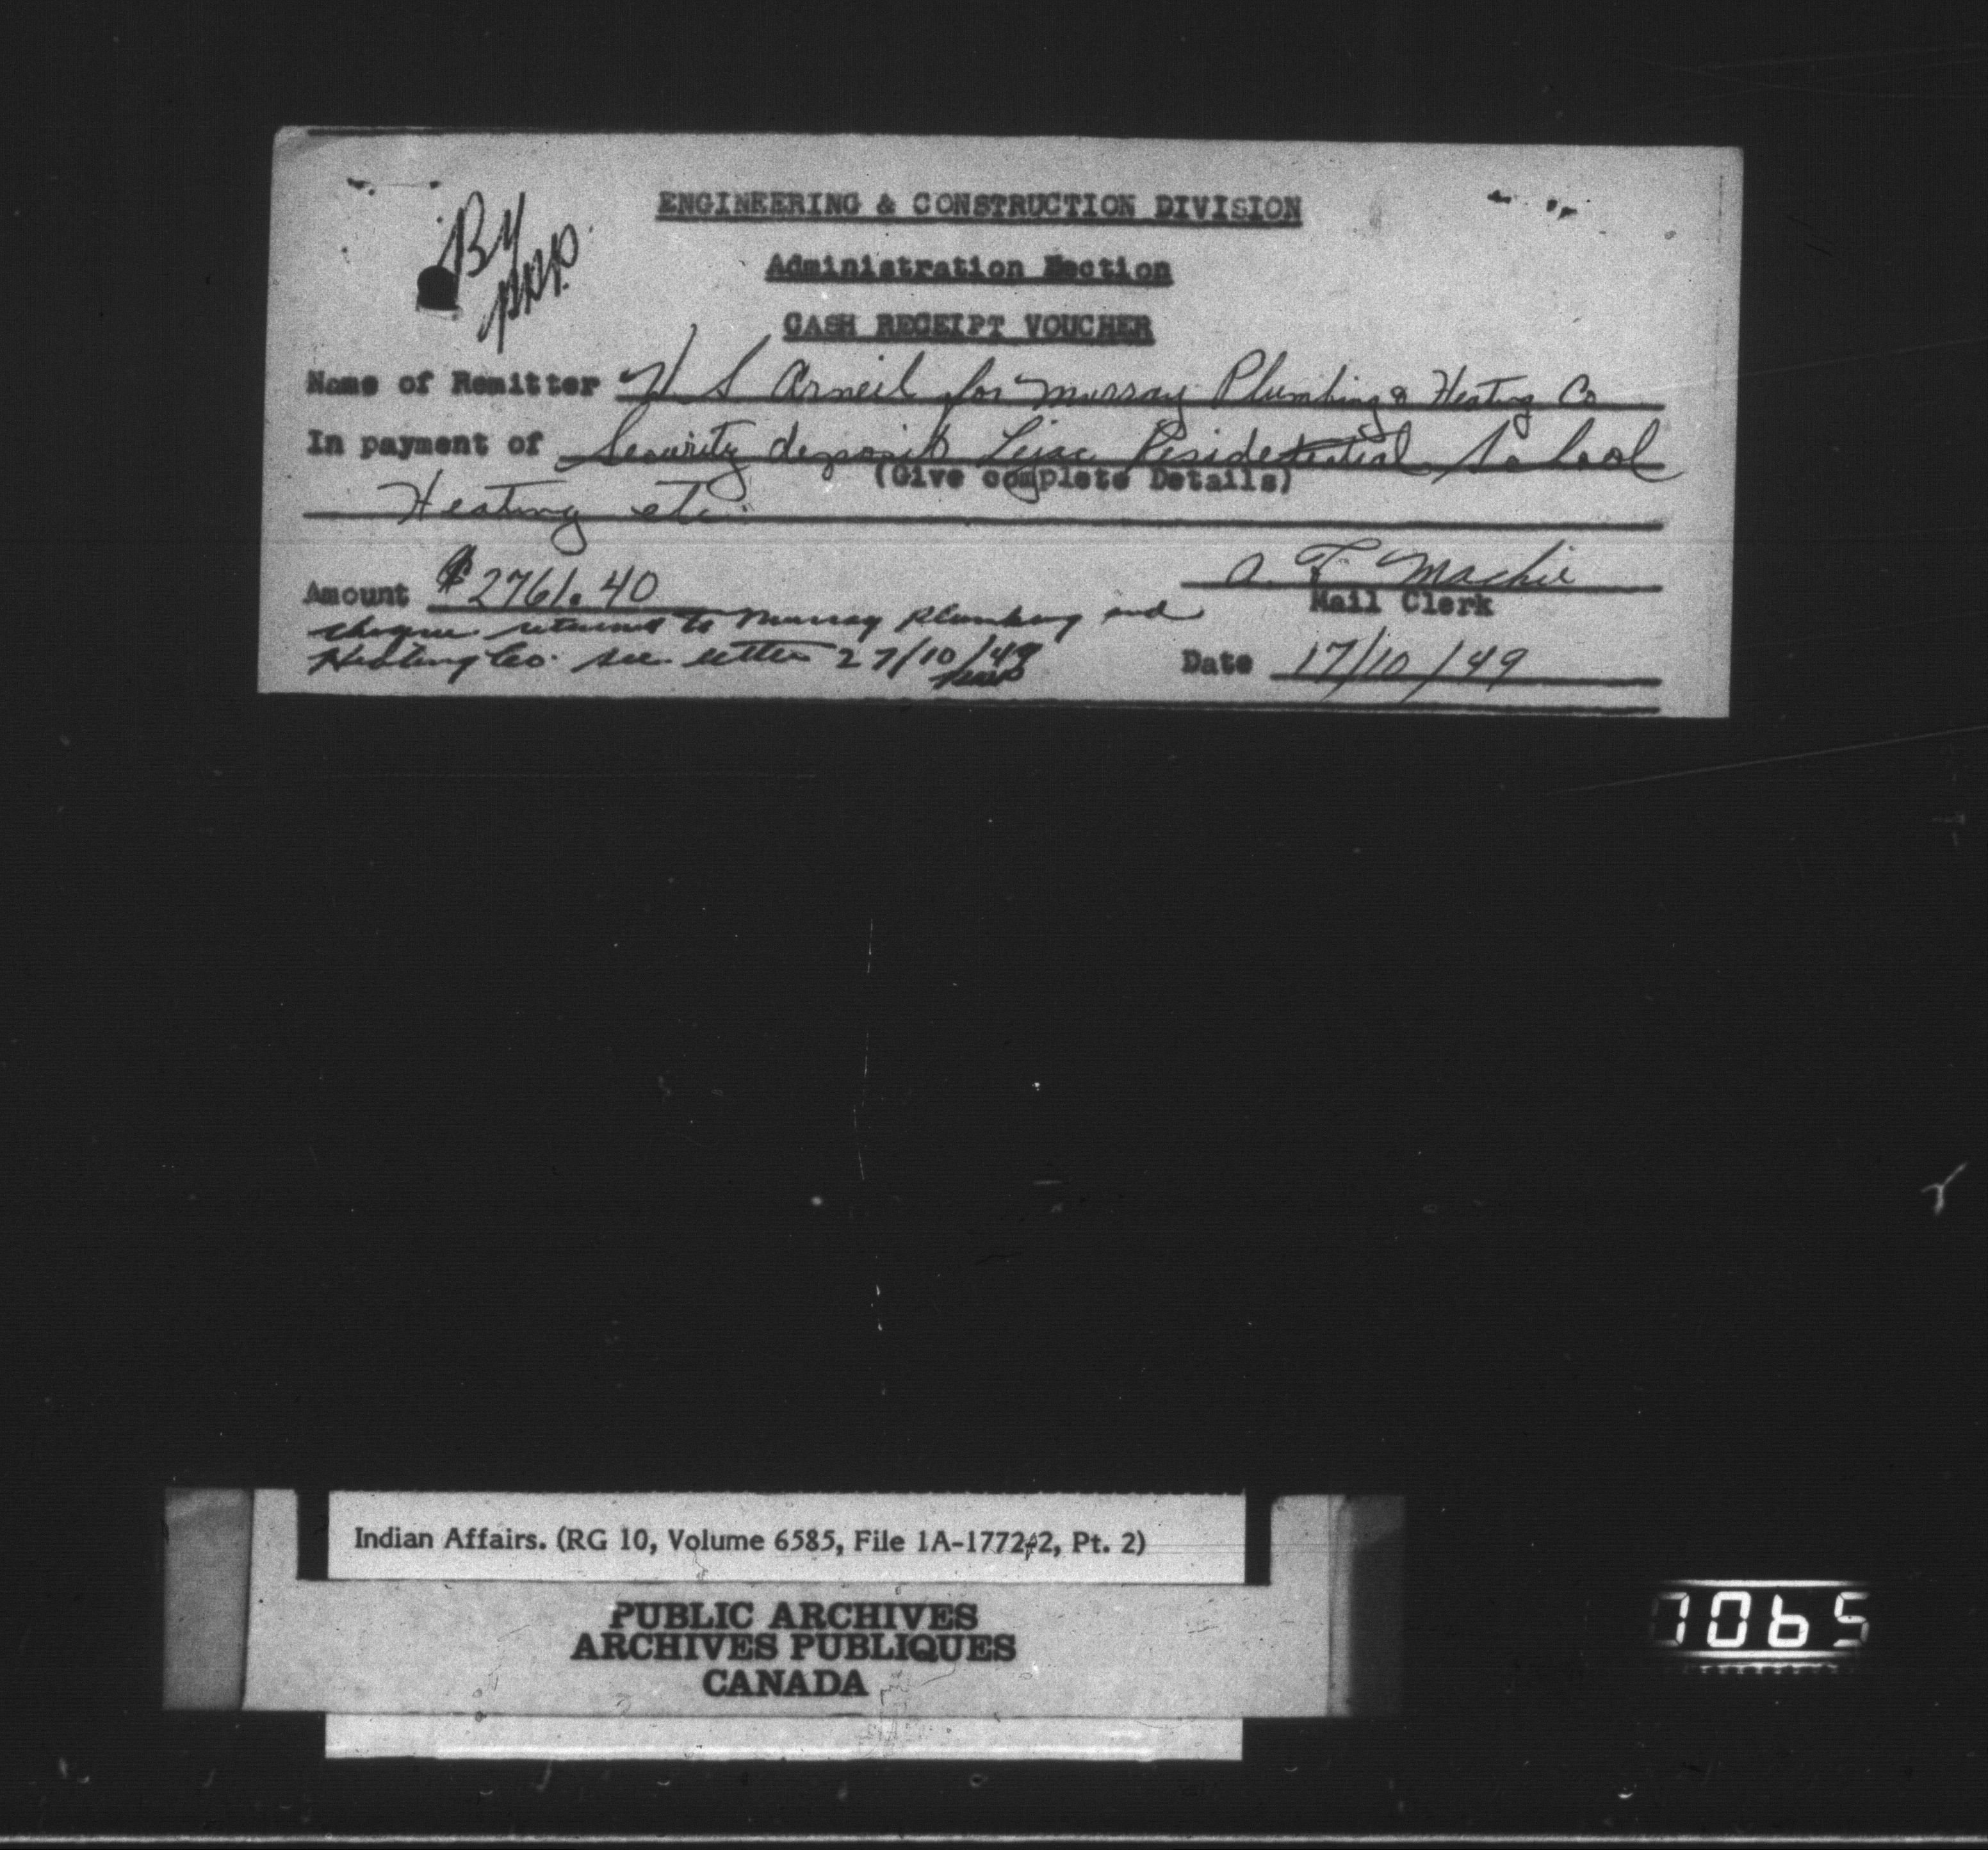 ENGINEERING & CONSTRUCTION DIVISION
Administration Section
CASH RECEIPT VOUCHER
Name of Remitter H S Arneil for Murray Plumbing & Heating Co
In payment of Security deposit Lejac Residential School
(Give complete Details)
Heating etc.
Amount $2761.40
A. F. Mackie
Mail Clerk
cheque returned to Murray Plumbing and
Heating Co. see letter 27/10/49
Date 17/10/49
Indian Affairs. (RG 10, Volume 6585, File 1A-1772-2, Pt. 2)
PUBLIC ARCHIVES
ARCHIVES PUBLIQUES
CANADA
7065